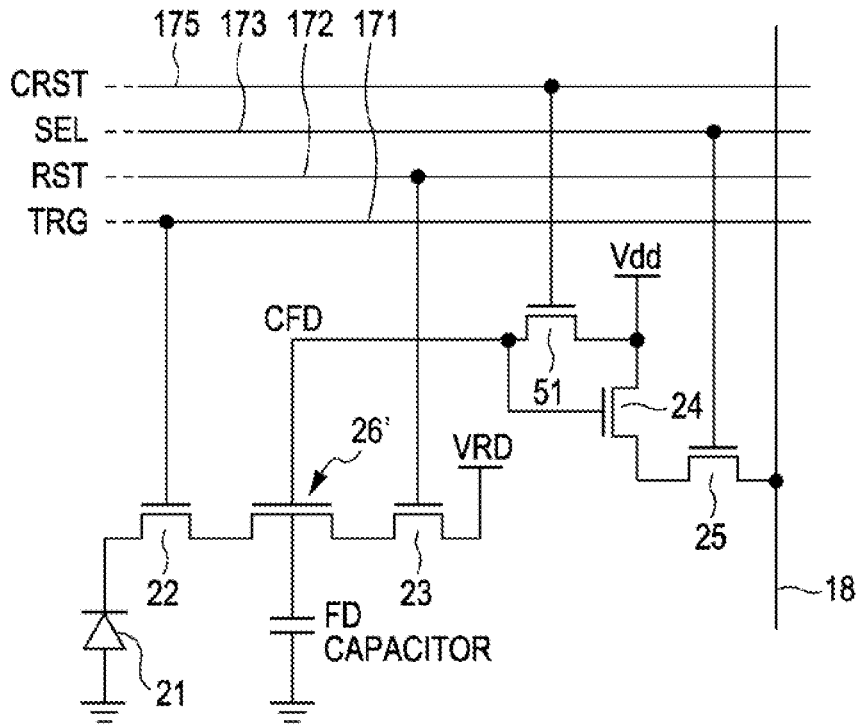 175 173 172 171
CRST
SEL
RST
TRG
Vdd
CFD
51
24
26'
VRD
25
22
23
18
FD
CAPACITOR
21